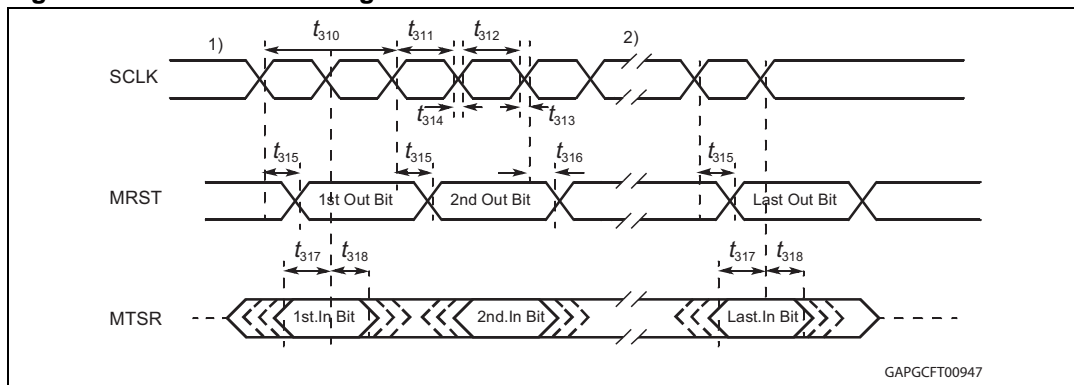 1)
t310
t311
t312
2)
SCLK
t314
t313
t315
t315
t316
t315
MRST
1st Out Bit
2nd Out Bit
Last Out Bit
t317
t318
t317
t318
MTSR
1st.In Bit
2nd.In Bit
Last.In Bit
GAPGCFT00947